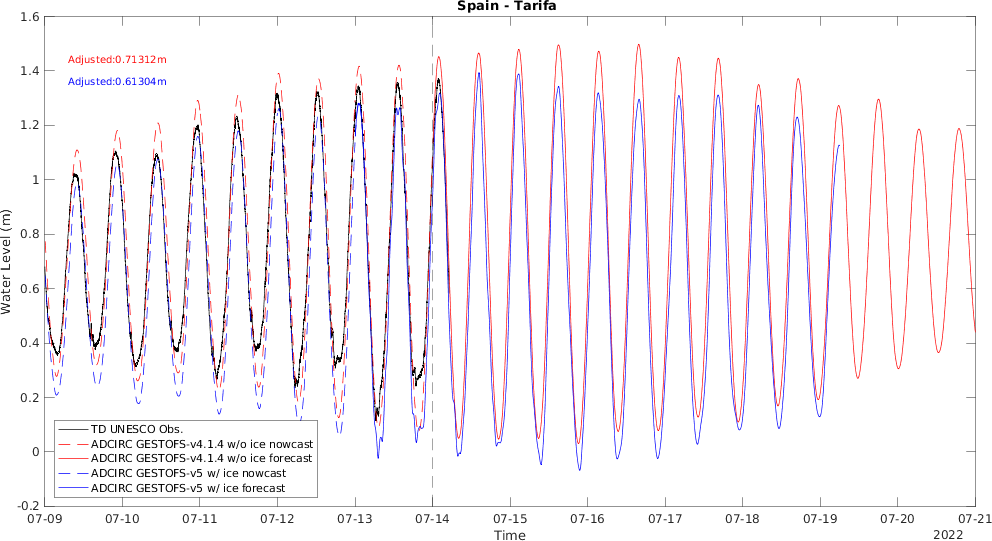 Spain - Tarifa
1.6
1.4
1.2
1
0.8
0.6
0.4
0.2
0
-0.2
Water Level (m)
Adjusted:0.71312m
Adjusted:0.61304m
TD UNESCO Obs.
ADCIRC GESTOFS-v4.1.4 w/o ice nowcast
ADCIRC GESTOFS-v4.1.4 w/o ice forecast
ADCIRC GESTOFS-v5 w/ ice nowcast
ADCIRC GESTOFS-v5 w/ ice forecast
07-09 07-10 07-11 07-12 07-13 07-14 07-15 07-16 07-17 07-18 07-19 07-20 07-21
Time
2022